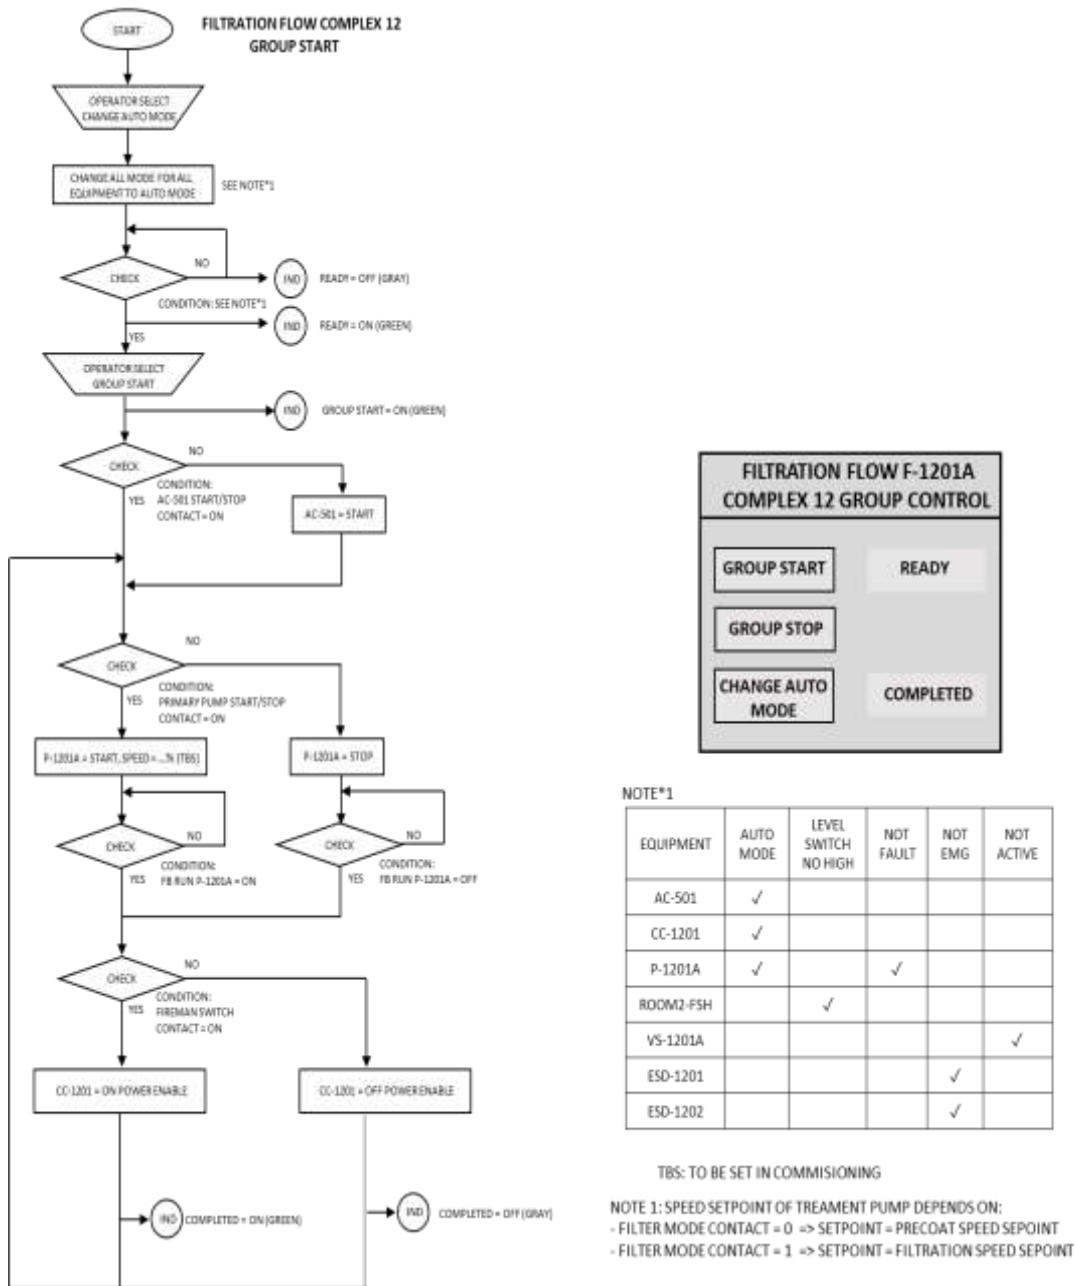 START
FILTRATION FLOW COMPLEX 12
GROUP START
OPERATOR SELECT
CHANGE AUTO MODE
CHANGE ALL MODE FOR ALL
EQUIPMENT TO AUTO MODE
SEE NOTE*1
NO
CHECK
IND
READY = OFF (GRAY)
CONDITION: SEE NOTE*1
IND
READY = ON (GREEN)
YES
OPERATOR SELECT
GROUP START
IND
GROUP START = ON (GREEN)
NO
CHECK
YES
CONDITION:
AC-501 START/STOP
CONTACT = ON
AC-501 = START
NO
CHECK
YES
CONDITION:
PRIMARY PUMP START/STOP
CONTACT = ON
P-1201A = START, SPEED = ...% (TBS)
P-1201A = STOP
CHECK
NO
YES
CONDITION:
FB RUN P-1201A = ON
CHECK
NO
YES
CONDITION:
FB RUN P-1201A = OFF
NO
CHECK
YES
CONDITION:
FIREMAN SWITCH
CONTACT = ON
CC-1201 = ON POWER ENABLE
CC-1201 = OFF POWER ENABLE
IND
COMPLETED = ON (GREEN)
IND
COMPLETED = OFF (GRAY)
FILTRATION FLOW F-1201A
COMPLEX 12 GROUP CONTROL
GROUP START
READY
GROUP STOP
CHANGE AUTO
MODE
COMPLETED
NOTE*1
EQUIPMENT AUTO MODE LEVEL SWITCH NO HIGH NOT FAULT NOT EMG NOT ACTIVE
AC-501 √
CC-1201 √
P-1201A √ √
ROOM2-FSH √
VS-1201A √
ESD-1201 √
ESD-1202 √
TBS: TO BE SET IN COMMISIONING
NOTE 1: SPEED SETPOINT OF TREAMENT PUMP DEPENDS ON:
- FILTER MODE CONTACT = 0 => SETPOINT = PRECOAT SPEED SEPOINT
- FILTER MODE CONTACT = 1 => SETPOINT = FILTRATION SPEED SEPOINT